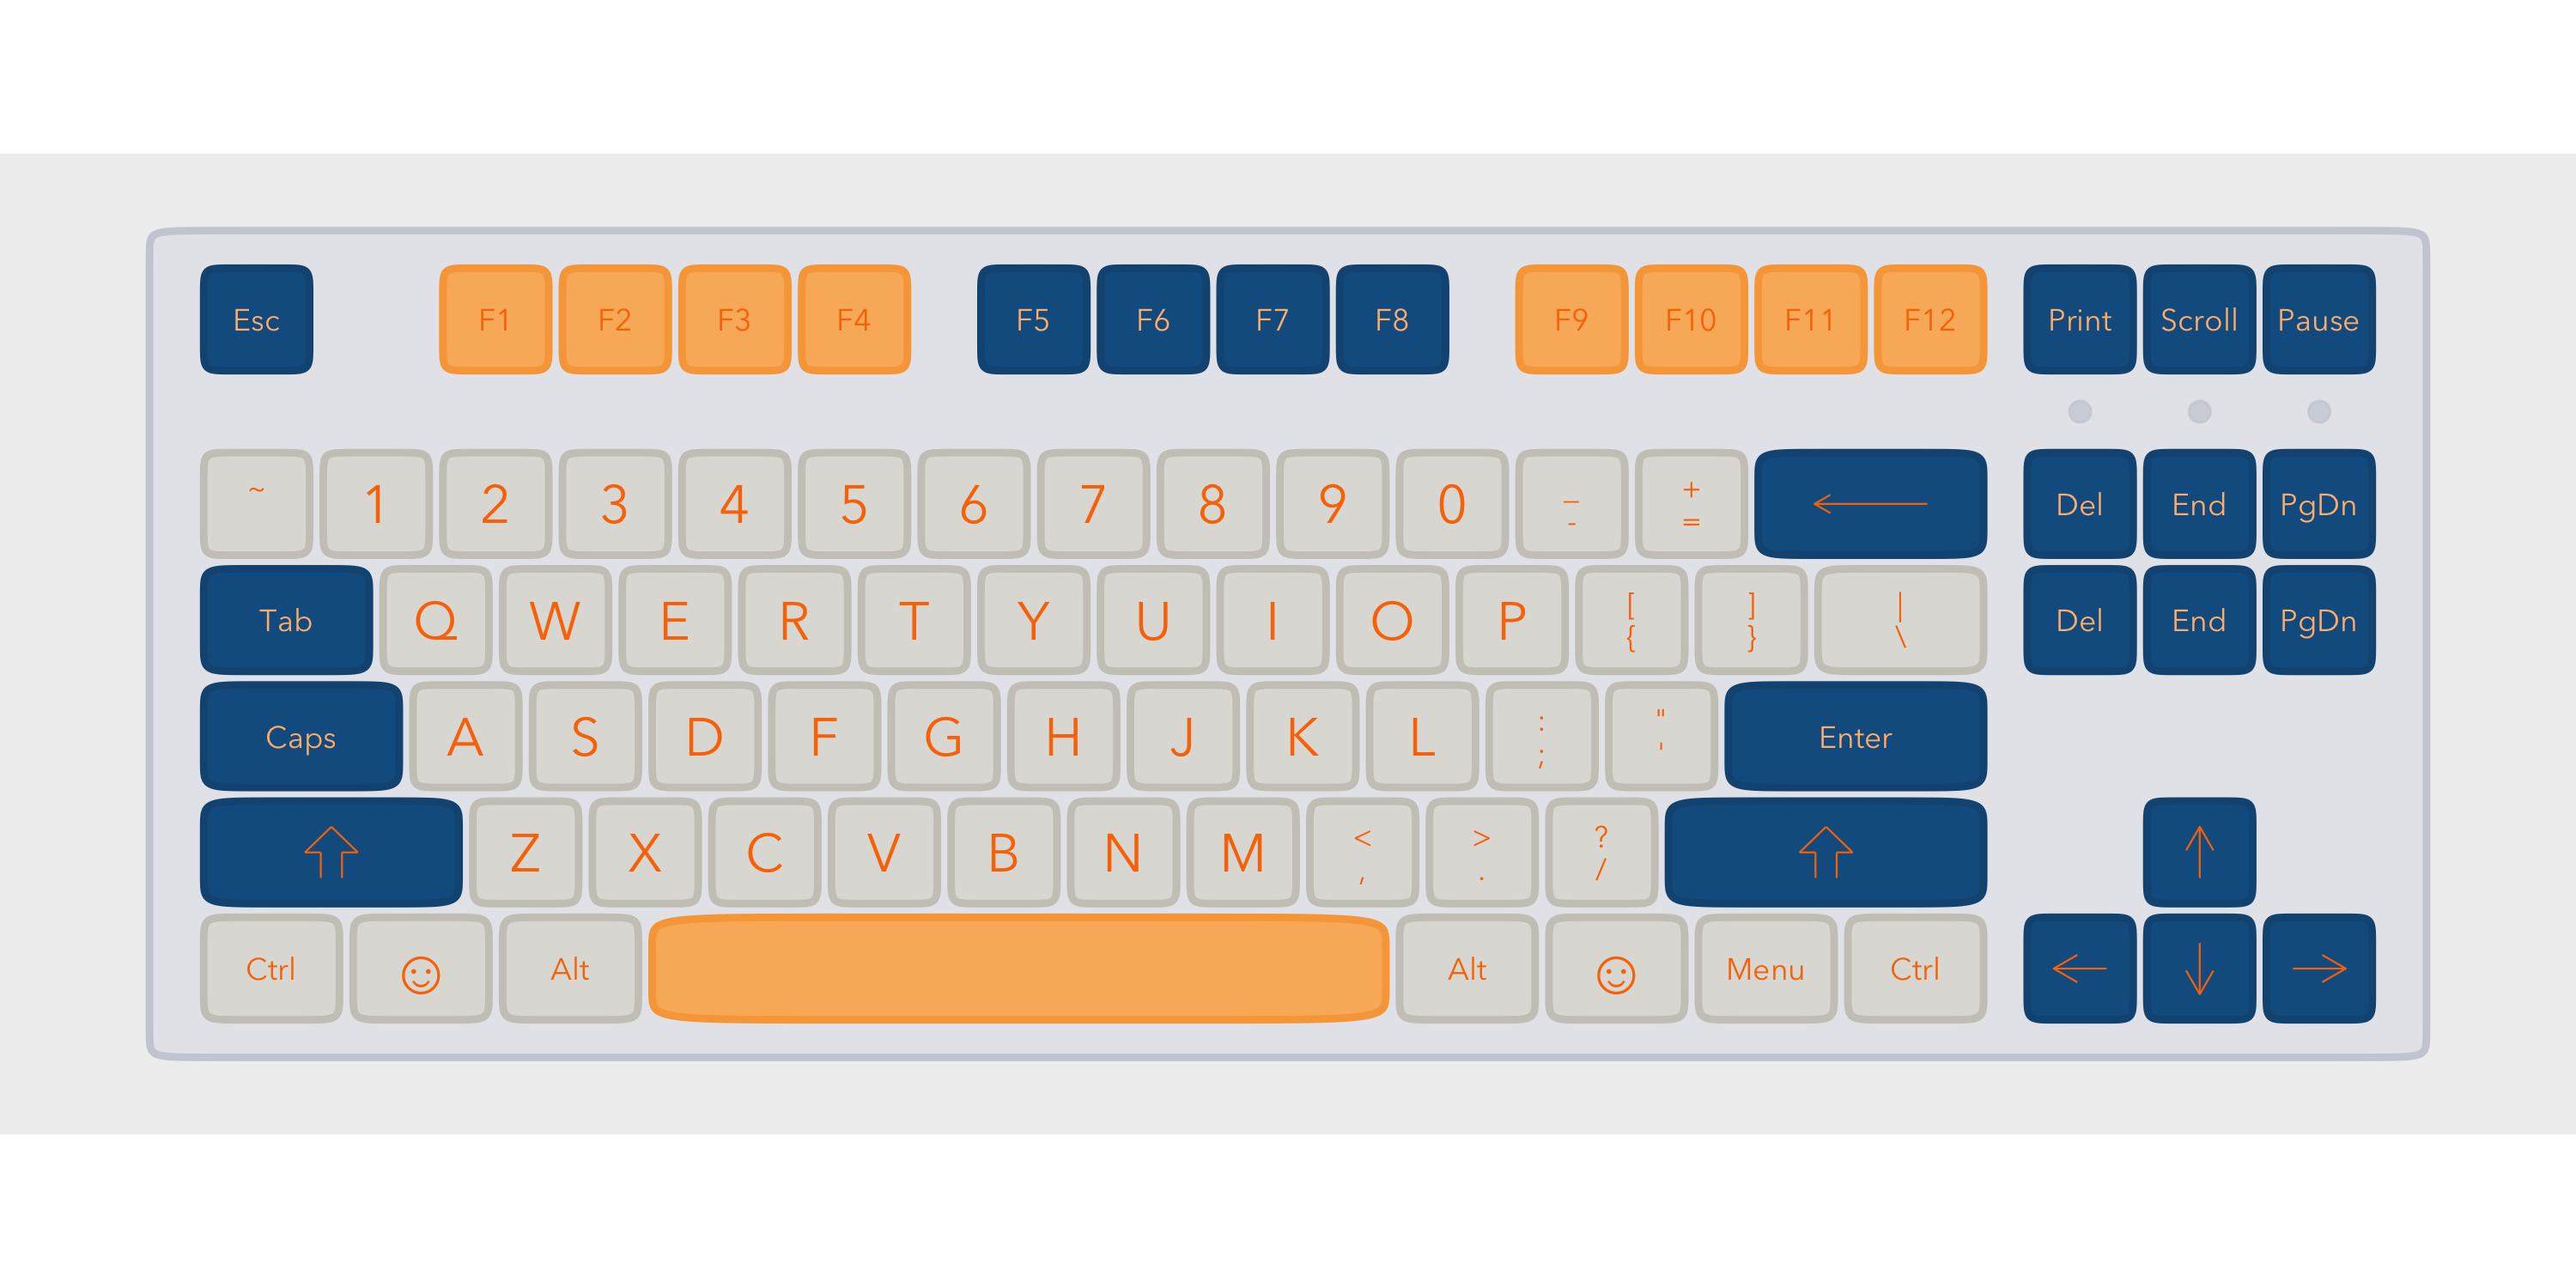 Esc F1 F2 F3 F4 F5 F6 F7 F8 F9 F10 F11 F12 Print Scroll Pause
~ 1 2 3 4 5 6 7 8 9 0 _ - + = ← Del End PgDn
Tab Q W E R T Y U I O P [ { ] } | \ Del End PgDn
Caps A S D F G H J K L : ; " ' Enter
⇧ Z X C V B N M < , > . ? / ⇧ ↑
Ctrl ☺ Alt Alt ☺ Menu Ctrl ← ↓ →